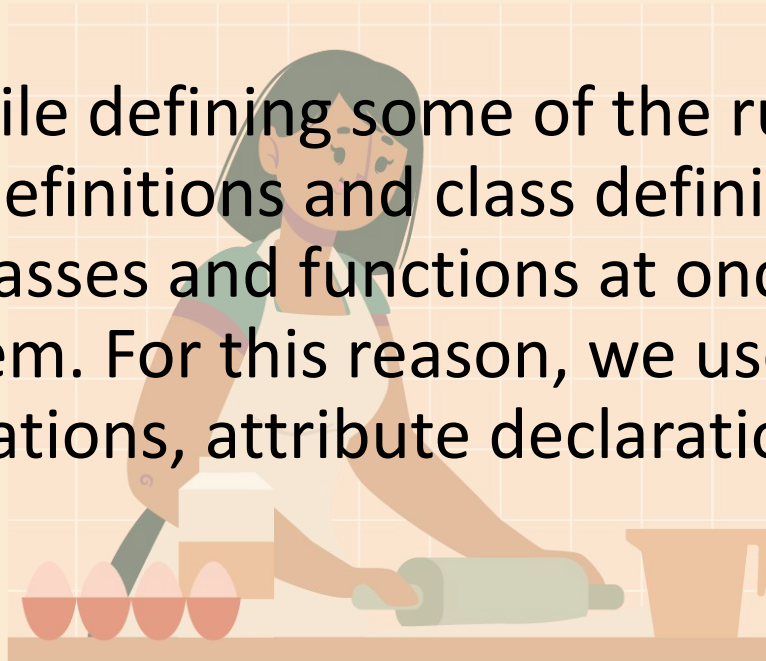 ile defining some of the ru
efinitions and class defini
asses and functions at onc
em. For this reason, we use
ations, attribute declaratio